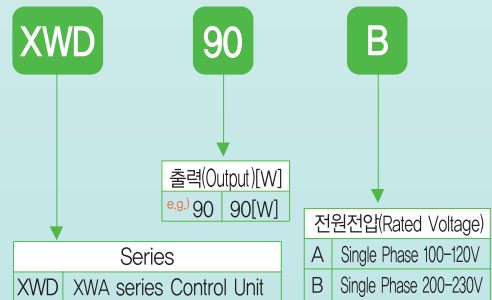 XWD 90 B
출력(Output)[W]
e.g.) 90 90[W]
전원전압(Rated Voltage)
A Single Phase 100-120V
B Single Phase 200-230V
Series
XWD XWA series Control Unit